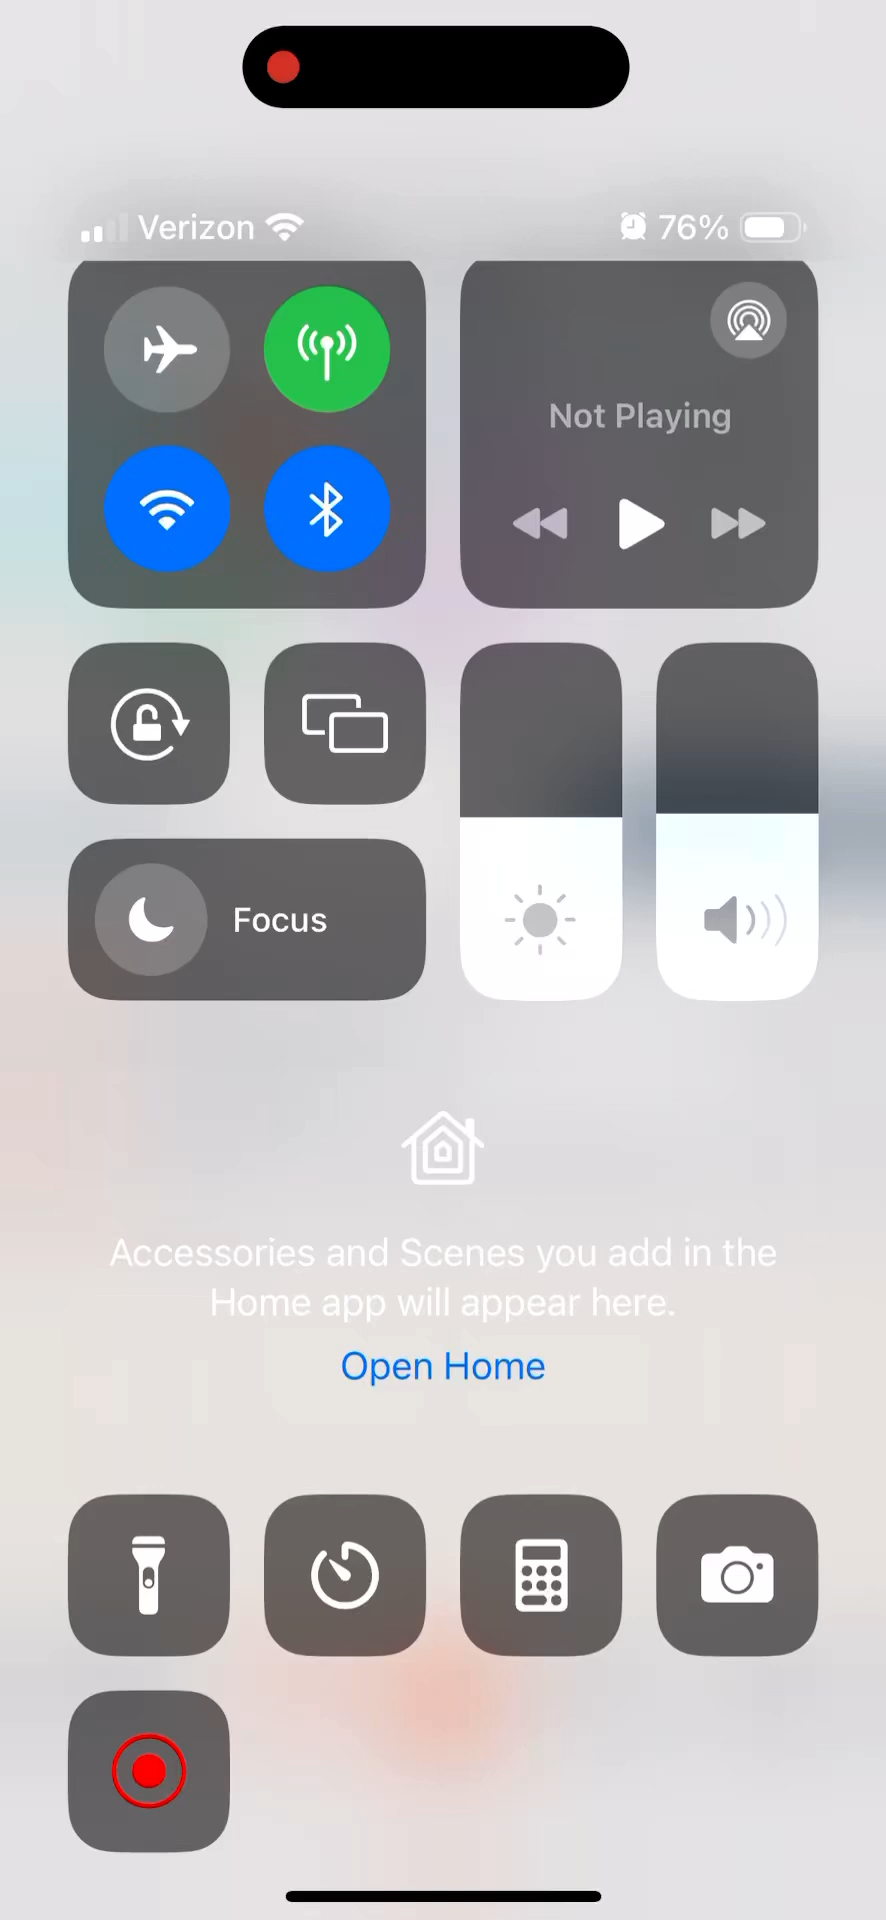 Verizon 76%
Not Playing
Focus
Accessories and Scenes you add in the
Home app will appear here.
Open Home